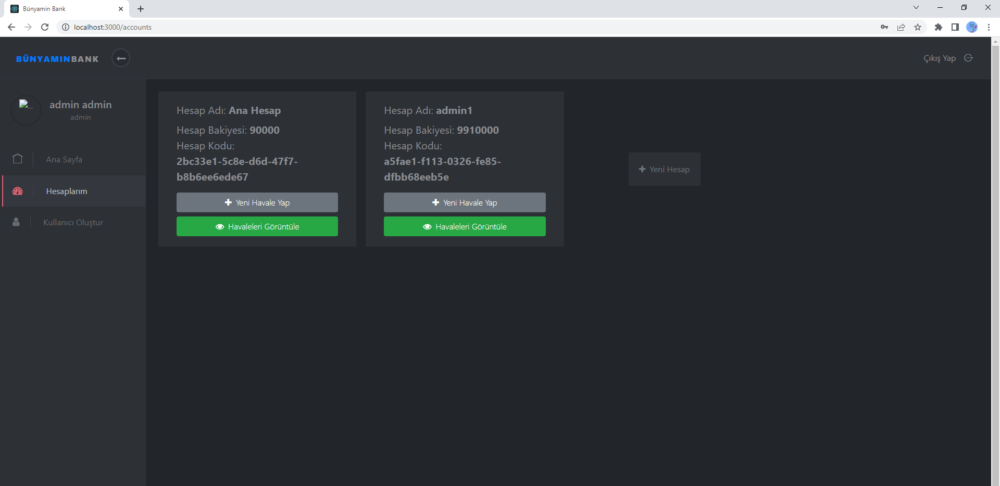 Bünyamin Bank
localhost:3000/accounts
BÜNYAMINBANK
Çıkış Yap
admin admin
admin
Ana Sayfa
Hesaplarım
Kullanıcı Oluştur
Hesap Adı: Ana Hesap
Hesap Bakiyesi: 90000
Hesap Kodu:
2bc33e1-5c8e-d6d-47f7-
b8b6ee6ede67
Yeni Havale Yap
Havaleleri Görüntüle
Hesap Adı: admin1
Hesap Bakiyesi: 9910000
Hesap Kodu:
a5fae1-f113-0326-fe85-
dfbb68eeb5e
Yeni Havale Yap
Havaleleri Görüntüle
Yeni Hesap